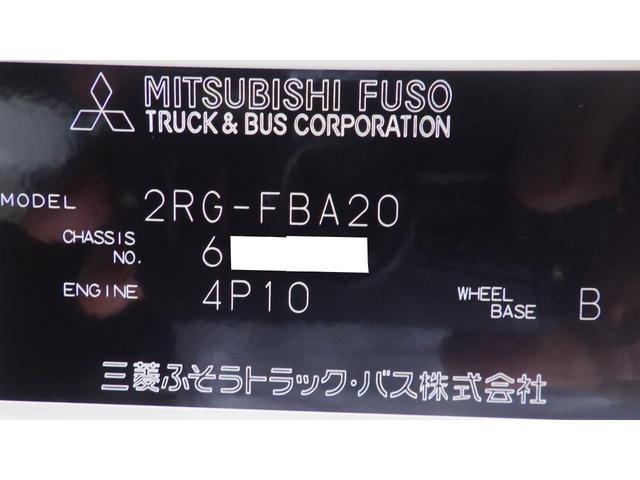 MITSUBISHI FUSO
TRUCK & BUS CORPORATION
MODEL 2RG-FBA20
CHASSIS NO. 6
ENGINE 4P10 WHEEL BASE B
三菱ふそうトラック・バス株式会社